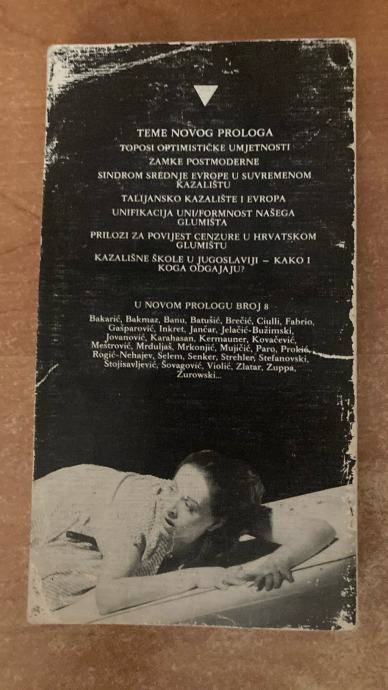 TEME NOVOG PROLOGA
TOPOSI OPTIMISTIČKE UMJETNOSTI
ZAMKE POSTMODERNE
SINDROM SREDNJE EVROPE U SUVREMENOM
KAZALIŠTU
TALIJANSKO KAZALIŠTE I EVROPA
UNIFIKACIJA UNI/FORMNOST NAŠEGA
GLUMIŠTA
PRILOZI ZA POVIJEST CENZURE U HRVATSKOM
GLUMIŠTU
KAZALIŠNE ŠKOLE U JUGOSLAVIJI – KAKO I
KOGA ODGAJAJU?
U NOVOM PROLOGU BROJ 8
Bakarić, Bakmaz, Banu, Batušić, Brečić, Ciulli, Fabrio,
Gašparović, Inkret, Jančar, Jelačić-Bužimski,
Jovanović, Karahasan, Kermauner, Kovačević,
Meštrović, Mrduljaš, Mrkonjić, Mujičić, Paro, Prokić,
Rogić-Nehajev, Selem, Senker, Strehler, Stefanovski,
Stojisavljević, Šovagović, Violić, Zlatar, Zuppa,
Žurowski...